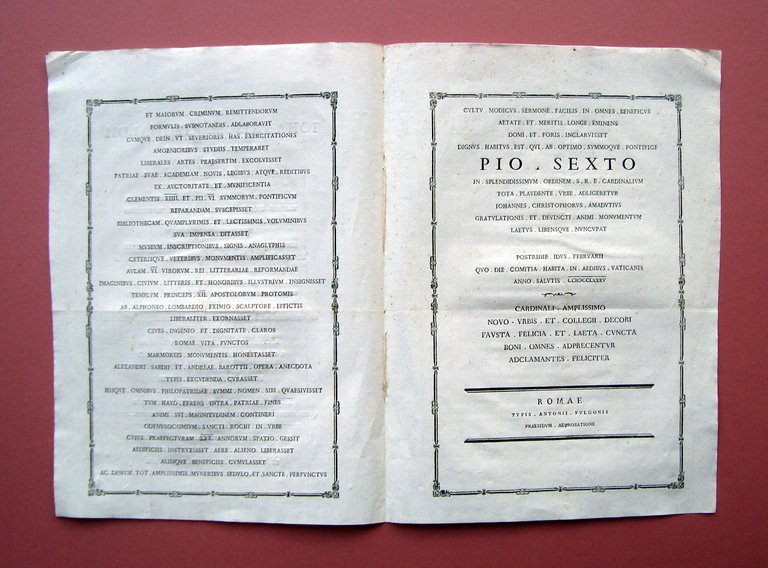 ET MAIORVM . CRIMINVM . REMITTENDORVM
FORMVLIS . SVBNOTANDIS . ADLABORAVIT
CVMQVE . DEIN . VT . SEVERIORES . HAS . EXERCITATIONES
AMOENIORIBVS . STVDIIS . TEMPERARET
LIBERALES . ARTES . PRAESERTIM . EXCOLVISSET
PATRIAE . SVAE . ACADEMIAM . NOVIS . LEGIBVS . ATQVE . REDITIBVS
EX . AVCTORITATE . ET . MVNIFICENTIA
CLEMENTIS . XIIII . ET . PII . VI . SVMMORVM . PONTIFICVM
REPARANDAM . SVSCEPISSET
BIBLIOTHECAM . QVAMPLVRIMIS . ET . LECTISSIMIS . VOLVMINIBVS
SVA . IMPENSA . DITASSET
MVSEVM . INSCRIPTIONIBVS . SIGNIS . ANAGLYPHIS
CETERISQVE . VETERIBVS . MONVMENTIS . AMPLIFICASSET
AVLAM . VI . VIRORVM . REI . LITTERARIAE . REFORMANDAE
IMAGINIBVS . CIVIVM . LITTERIS . ET . HONORIBVS . ILLVSTRIVM . INSIGNISSET
TEMPLVM . PRINCEPS . XII . APOSTOLORVM . PROTOMIS
AB . ALPHONSO . LOMBARDIO . EXIMIO . SCALPTORE . EFFICTIS
LIBERALITER . EXORNASSET
CIVES . INGENIO . ET . DIGNITATE . CLAROS
ROMAE . VITA . FVNCTOS
MARMOREIS . MONVMENTIS . HONESTASSET
ALEXANDRI . SARDII . ET . ANDREAE . BAROTTII . OPERA . ANECDOTA
TYPIS . EXCVDENDA . CVRASSET
HISQVE . OMNIBVS . PHILOPATRIDAE . SVMMI . NOMEN . SIBI . QVAESIVISSET
TVM . HAVD . FERENS . INTRA . PATRIAE . FINES
ANIMI . SVI . MAGNITVDINEM . CONTINERI
ODYNUSOCOMIVM . SANCTI . ROCHI . IN . VRBE
CVIVS . PRAEFECTVRAM . XXX . ANNORVM . STATIO . GESSIT
AEDIFICIIS . INSTRVXISSET . AERE . ALIENO . LIBERASSET
ALIISQVE . BENEFICIIS . CVMVLASSET
AC . DEMVM . TOT . AMPLISSIMIS . MVNERIBVS . SEDVLO . ET . SANCTE . PERFVNCTVS
CVLTV . MODICVS . SERMONE . FACILIS . IN . OMNES . BENEFICVS
AETATE . ET . MERITIS . LONGE . EMINENS
DOMI . ET . FORIS . INCLARVISSET
DIGNVS . HABITVS . EST . QVI . AB . OPTIMO . SVMMOQVE . PONTIFICE
PIO . SEXTO
IN . SPLENDIDISSIMVM . ORDINEM . S . R . E . CARDINALIVM
TOTA . PLAVDENTE . VRBE . ADLIGERETVR
IOHANNES . CHRISTOPHORVS . AMADVTIVS
GRATVLATIONIS . ET . DEVINCTI . ANIMI . MONVMENTVM
LAETVS . LIBENSQVE . NVNCVPAT
POSTRIDIE . IDVS . FEBRVARII
QVO . DIE . COMITIA . HABITA . IN . AEDIBVS . VATICANIS
ANNO . SALVTIS . CIƆIƆCCLXXV
CARDINALI . AMPLISSIMO
NOVO . VRBIS . ET . COLLEGII . DECORI
FAVSTA . FELICIA . ET . LAETA . CVNCTA
BONI . OMNES . ADPRECENTVR
ADCLAMANTES . FELICITER
ROMAE
TYPIS . ANTONII . FVLGONII
PRAESIDVM . ADPROBATIONE